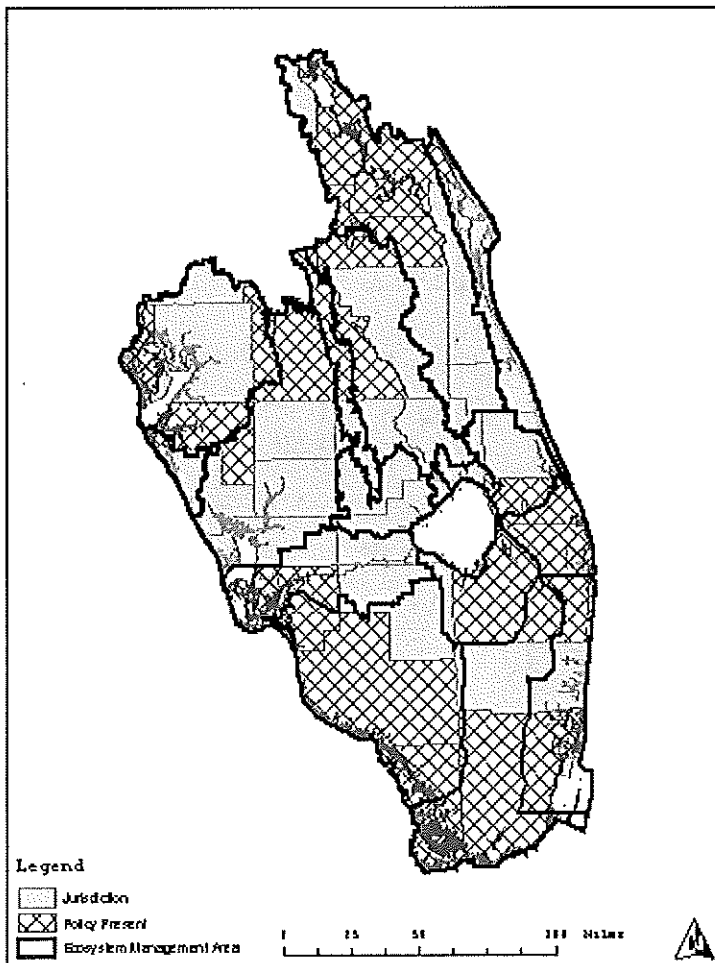 Legend
Jurisdiction
Policy Present
Ecosystem Management Area
0 25 50 100 Miles
N